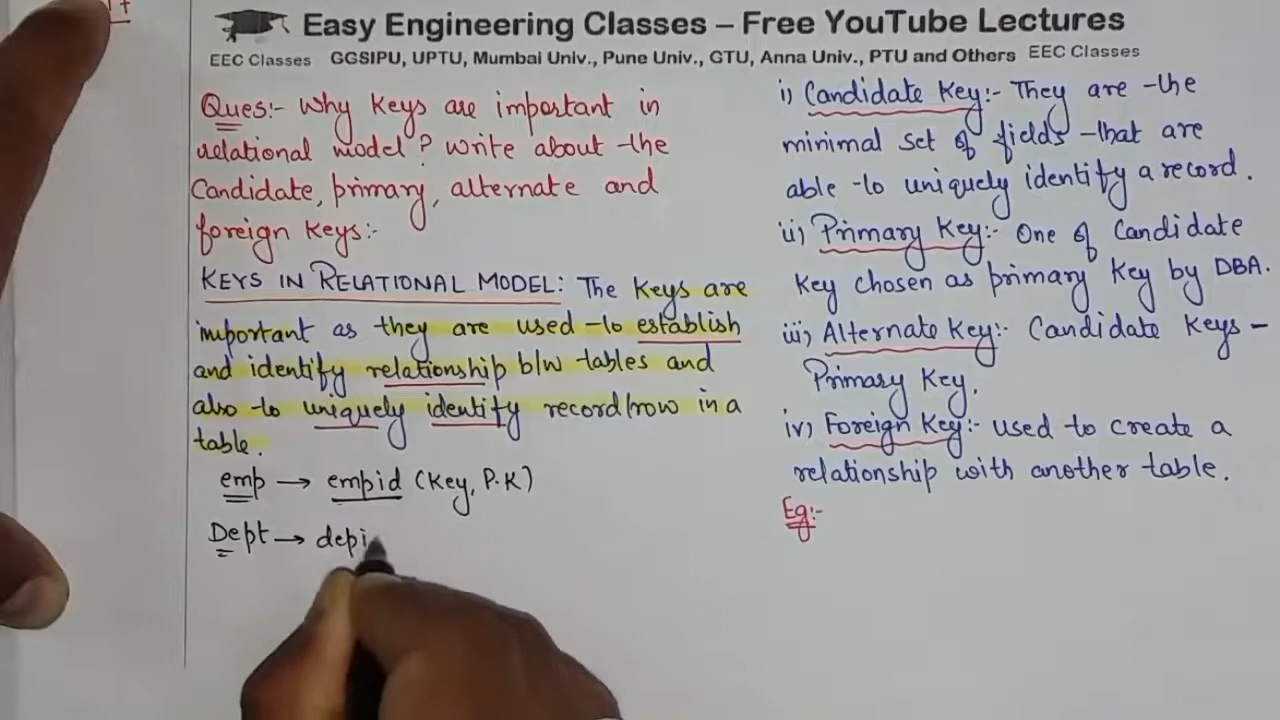 Easy Engineering Classes – Free YouTube Lectures
EEC Classes GGSIPU, UPTU, Mumbai Univ., Pune Univ., GTU, Anna Univ., PTU and Others EEC Classes
Ques:- Why Keys are important in
relational model? Write about the
Candidate, primary, alternate and
foreign keys:-
KEYS IN RELATIONAL MODEL: The Keys are
important as they are used to establish
and identify relationship b/w tables and
also to uniquely identify record/row in a
table.
emp → empid (Key, P.K)
Dept → depi
i) Candidate Key:- They are the
minimal set of fields that are
able to uniquely identify a record.
ii) Primary Key:- One of Candidate
Key chosen as primary Key by DBA.
iii) Alternate Key:- Candidate Keys -
Primary Key.
iv) Foreign Key:- used to create a
relationship with another table.
Eg:-